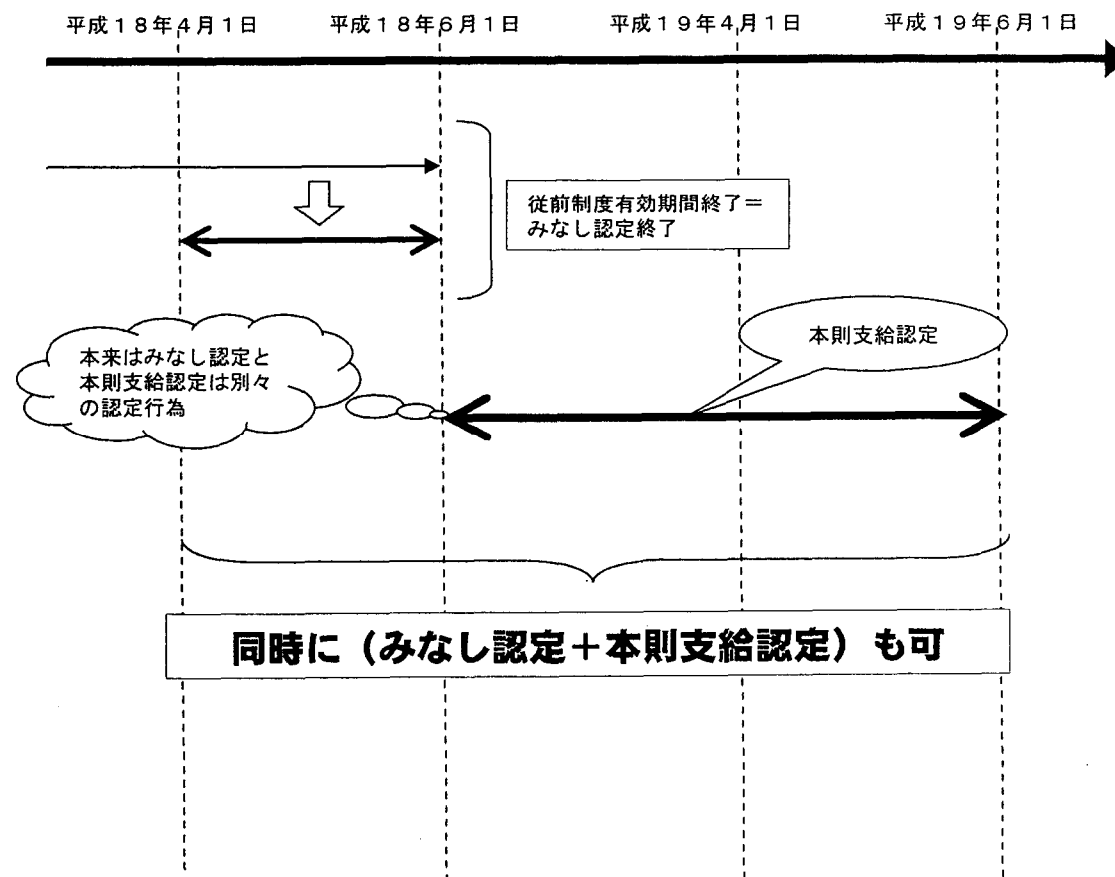 平成１８年４月１日
平成１８年６月１日
平成１９年４月１日
平成１９年６月１日
従前制度有効期間終了＝
みなし認定終了
本則支給認定
本来はみなし認定と
本則支給認定は別々
の認定行為
同時に（みなし認定＋本則支給認定）も可